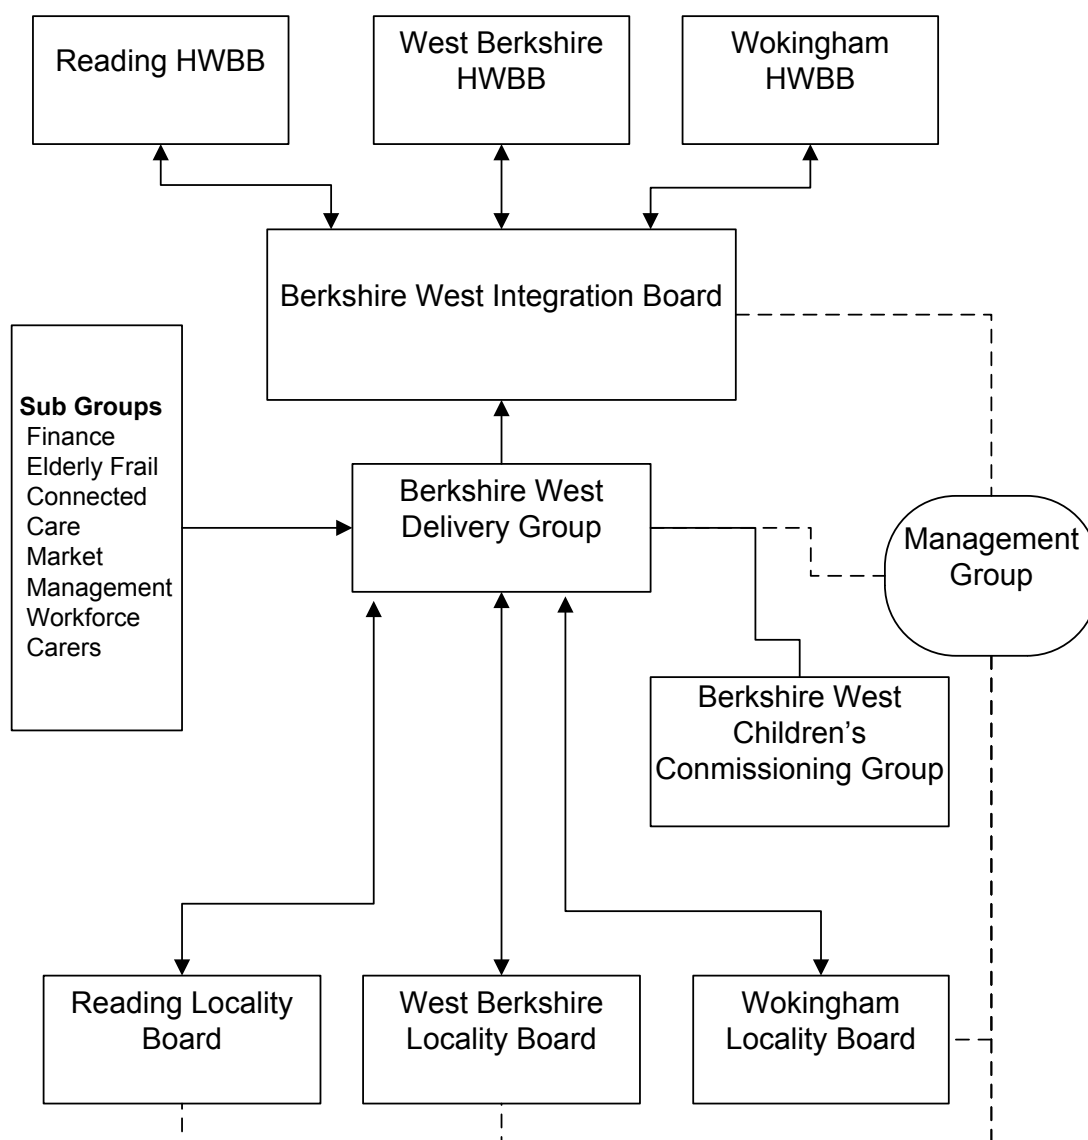 Reading HWBB
West Berkshire
HWBB
Wokingham
HWBB
Berkshire West Integration Board
Sub Groups
Finance
Elderly Frail
Connected
Care
Market
Management
Workforce
Carers
Berkshire West
Delivery Group
Management
Group
Berkshire West
Children’s
Conmissioning Group
Reading Locality
Board
West Berkshire
Locality Board
Wokingham
Locality Board